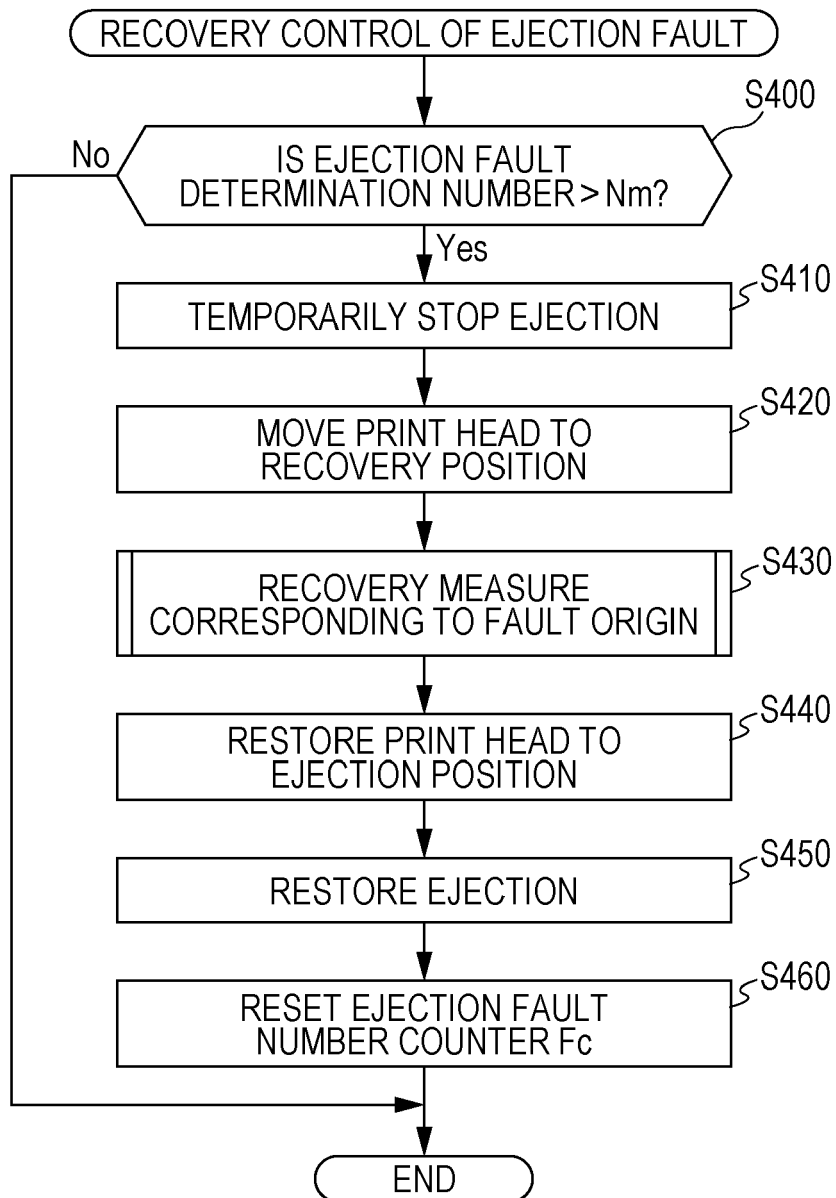 RECOVERY CONTROL OF EJECTION FAULT
S400
No
IS EJECTION FAULT
DETERMINATION NUMBER > Nm?
Yes
S410
TEMPORARILY STOP EJECTION
S420
MOVE PRINT HEAD TO
RECOVERY POSITION
S430
RECOVERY MEASURE
CORRESPONDING TO FAULT ORIGIN
S440
RESTORE PRINT HEAD TO
EJECTION POSITION
S450
RESTORE EJECTION
S460
RESET EJECTION FAULT
NUMBER COUNTER Fc
END